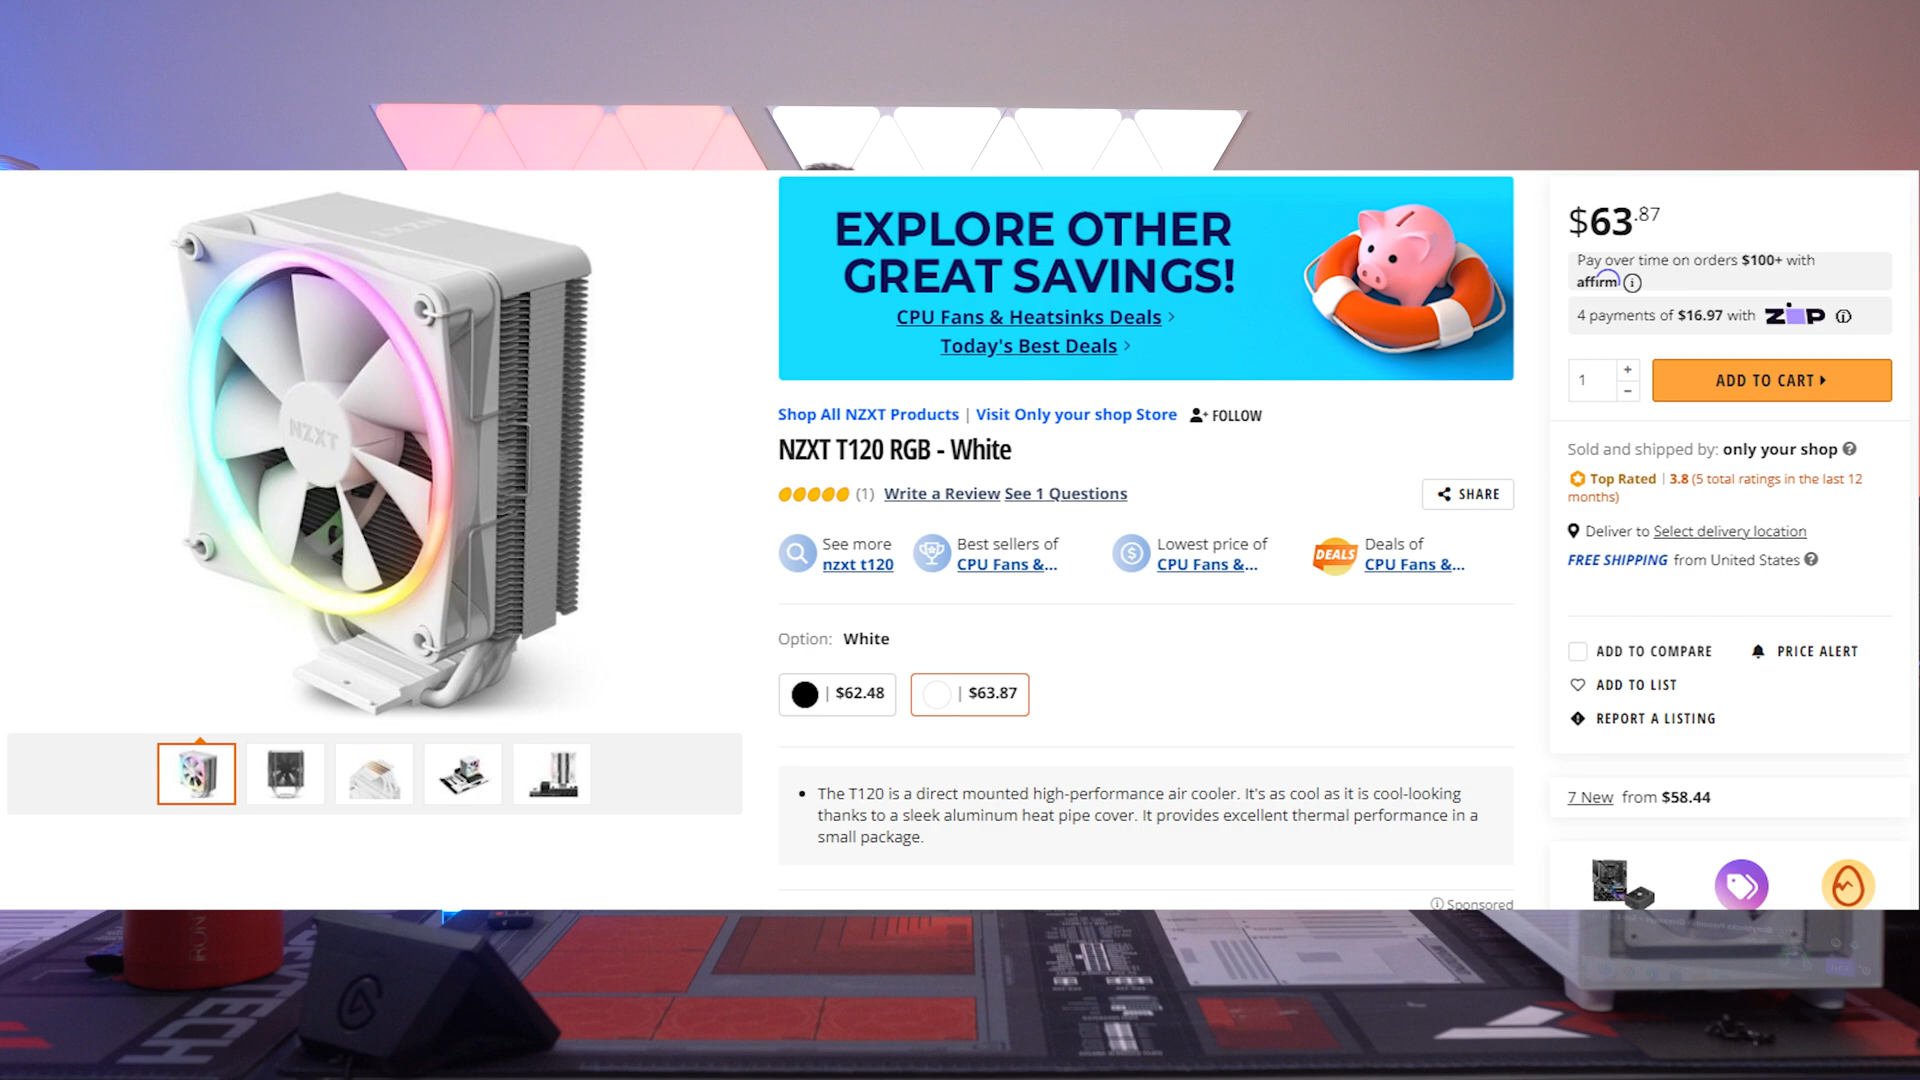 NZXT
NZXT
EXPLORE OTHER
GREAT SAVINGS!
CPU Fans & Heatsinks Deals
Today's Best Deals
Shop All NZXT Products | Visit Only your shop Store FOLLOW
NZXT T120 RGB - White
(1) Write a Review See 1 Questions
SHARE
See more
nzxt t120
Best sellers of
CPU Fans &...
Lowest price of
CPU Fans &...
DEALS
Deals of
CPU Fans &...
Option: White
| $62.48
| $63.87
• The T120 is a direct mounted high-performance air cooler. It's as cool as it is cool-looking
thanks to a sleek aluminum heat pipe cover. It provides excellent thermal performance in a
small package.
Sponsored
$63.87
Pay over time on orders $100+ with
affirm
4 payments of $16.97 with ZIP
1 + -
ADD TO CART
Sold and shipped by: only your shop
Top Rated | 3.8 (5 total ratings in the last 12
months)
Deliver to Select delivery location
FREE SHIPPING from United States
ADD TO COMPARE
PRICE ALERT
ADD TO LIST
REPORT A LISTING
7 New from $58.44